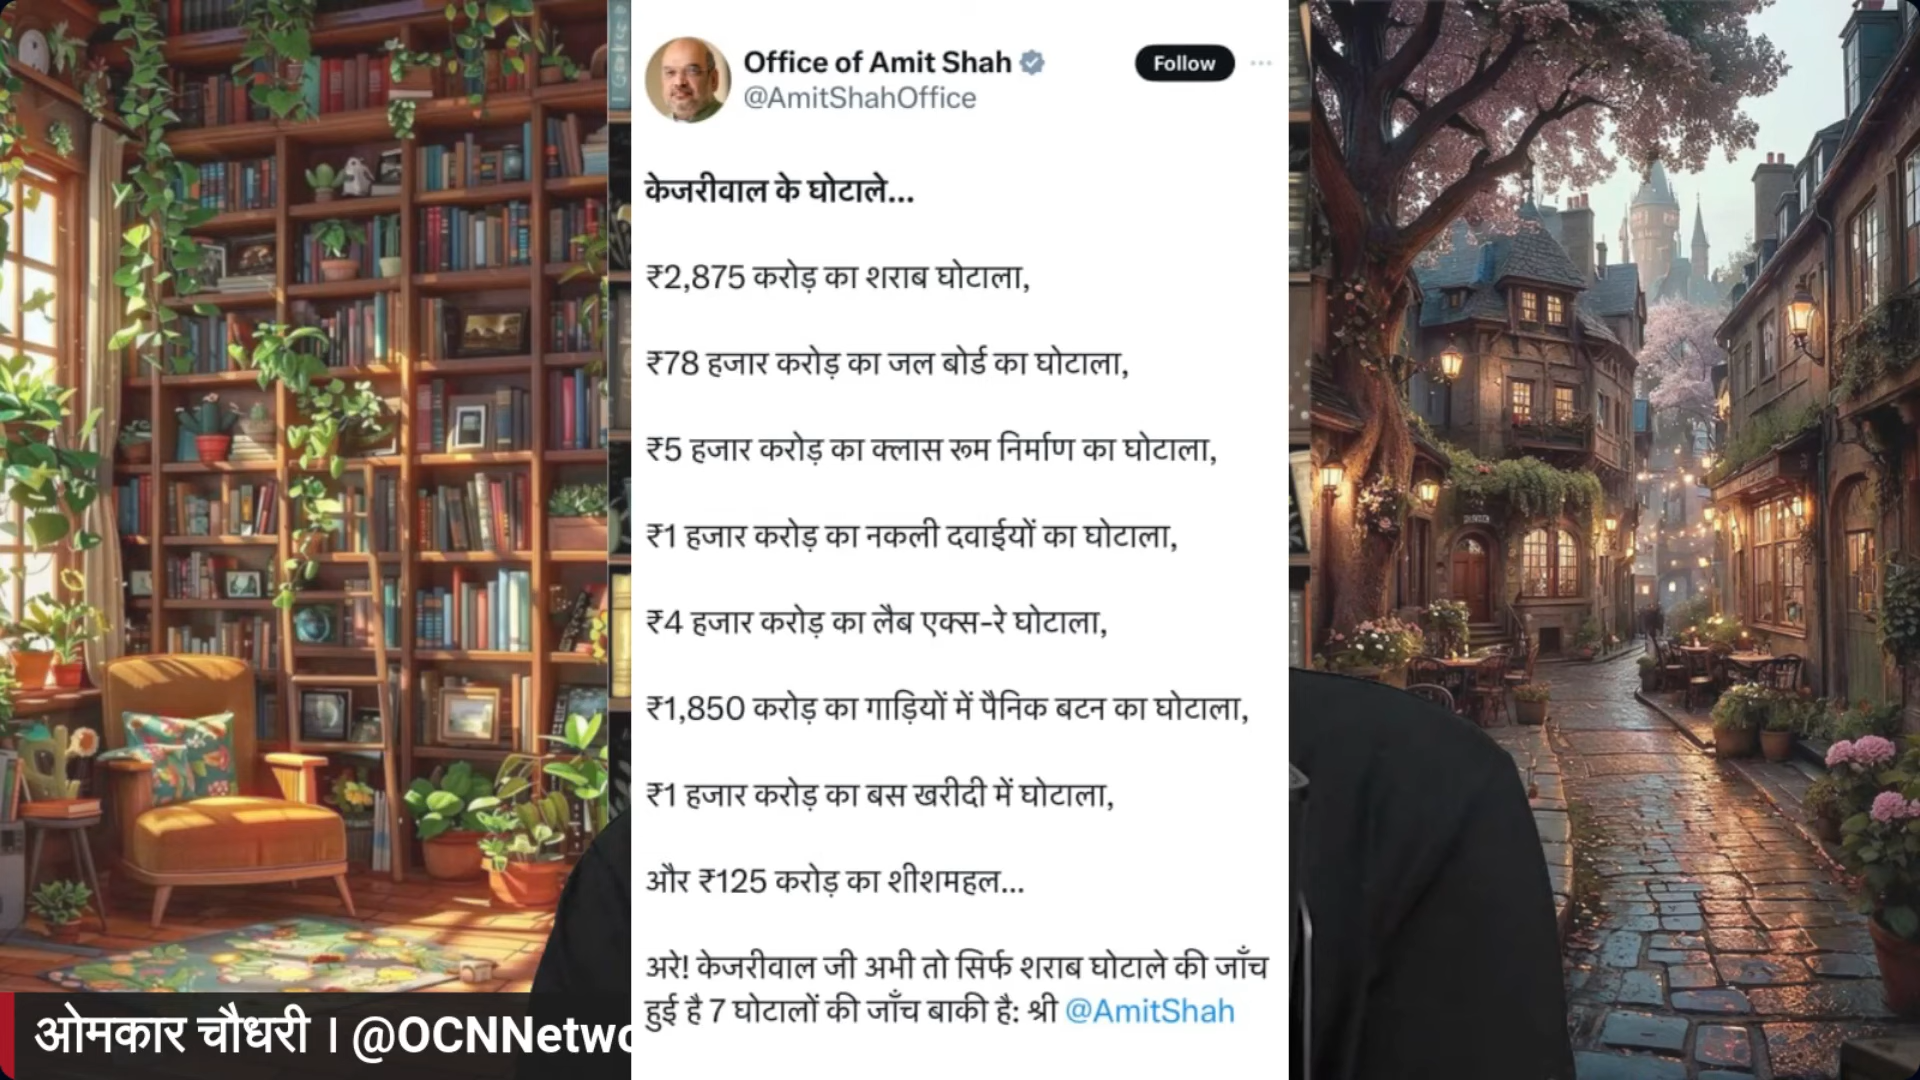 Office of Amit Shah
Follow
@AmitShahOffice
केजरीवाल के घोटाले...
₹2,875 करोड़ का शराब घोटाला,
₹78 हजार करोड़ का जल बोर्ड का घोटाला,
₹5 हजार करोड़ का क्लास रूम निर्माण का घोटाला,
₹1 हजार करोड़ का नकली दवाईयों का घोटाला,
₹4 हजार करोड़ का लैब एक्स-रे घोटाला,
₹1,850 करोड़ का गाड़ियों में पैनिक बटन का घोटाला,
₹1 हजार करोड़ का बस खरीदी में घोटाला,
और ₹125 करोड़ का शीशमहल...
अरे! केजरीवाल जी अभी तो सिर्फ शराब घोटाले की जाँच
हुई है 7 घोटालों की जाँच बाकी है: श्री @AmitShah
ओमकार चौधरी । @OCNNetwo